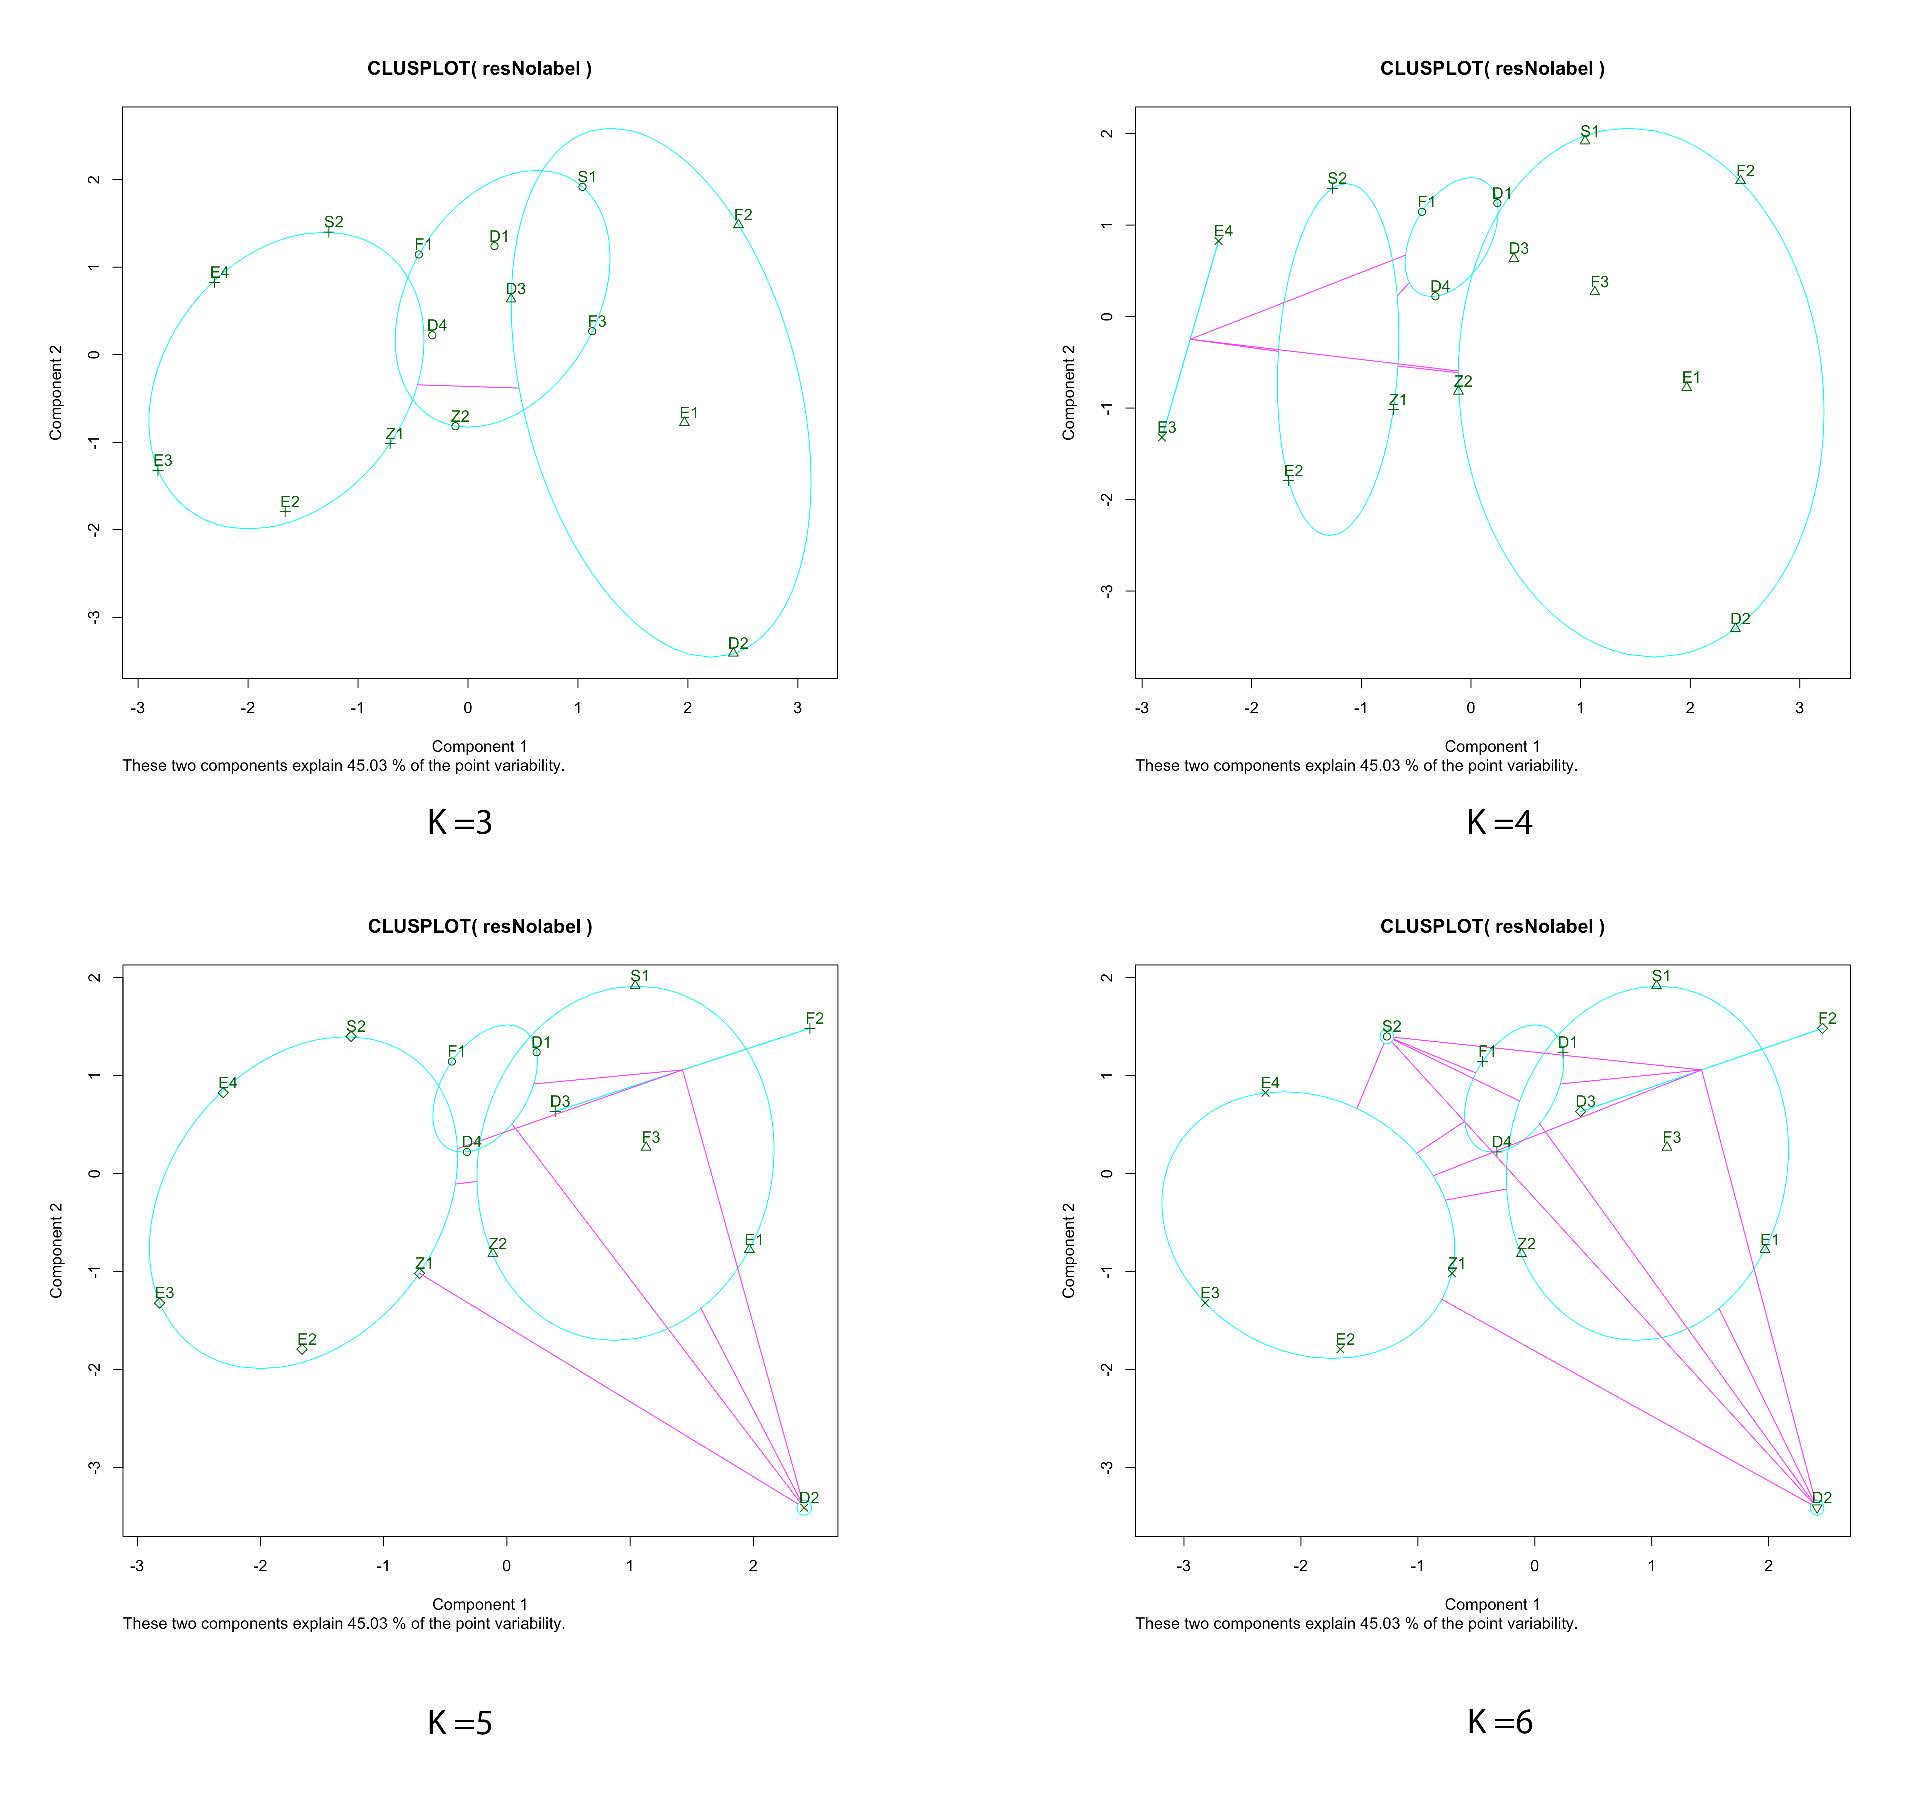 CLUSPLOT( resNolabel )
Component 2
2
1
0
-1
-2
-3
S1
S2
F2
F1
D1
E4
D3
F3
D4
E1
Z2
Z1
E3
E2
D2
-3 -2 -1 0 1 2 3
Component 1
These two components explain 45.03 % of the point variability.
K =3
CLUSPLOT( resNolabel )
Component 2
2
1
0
-1
-2
-3
S1
F2
S2
D1
F1
E4
D3
F3
D4
E1
Z2
Z1
E3
E2
D2
-3 -2 -1 0 1 2 3
Component 1
These two components explain 45.03 % of the point variability.
K =4
CLUSPLOT( resNolabel )
Component 2
2
1
0
-1
-2
-3
S1
F2
S2
D1
F1
E4
D3
F3
D4
E1
Z2
Z1
E3
E2
D2
-3 -2 -1 0 1 2
Component 1
These two components explain 45.03 % of the point variability.
K =5
CLUSPLOT( resNolabel )
Component 2
2
1
0
-1
-2
-3
S1
F2
S2
D1
F1
E4
D3
F3
D4
E1
Z2
Z1
E3
E2
D2
-3 -2 -1 0 1 2
Component 1
These two components explain 45.03 % of the point variability.
K =6